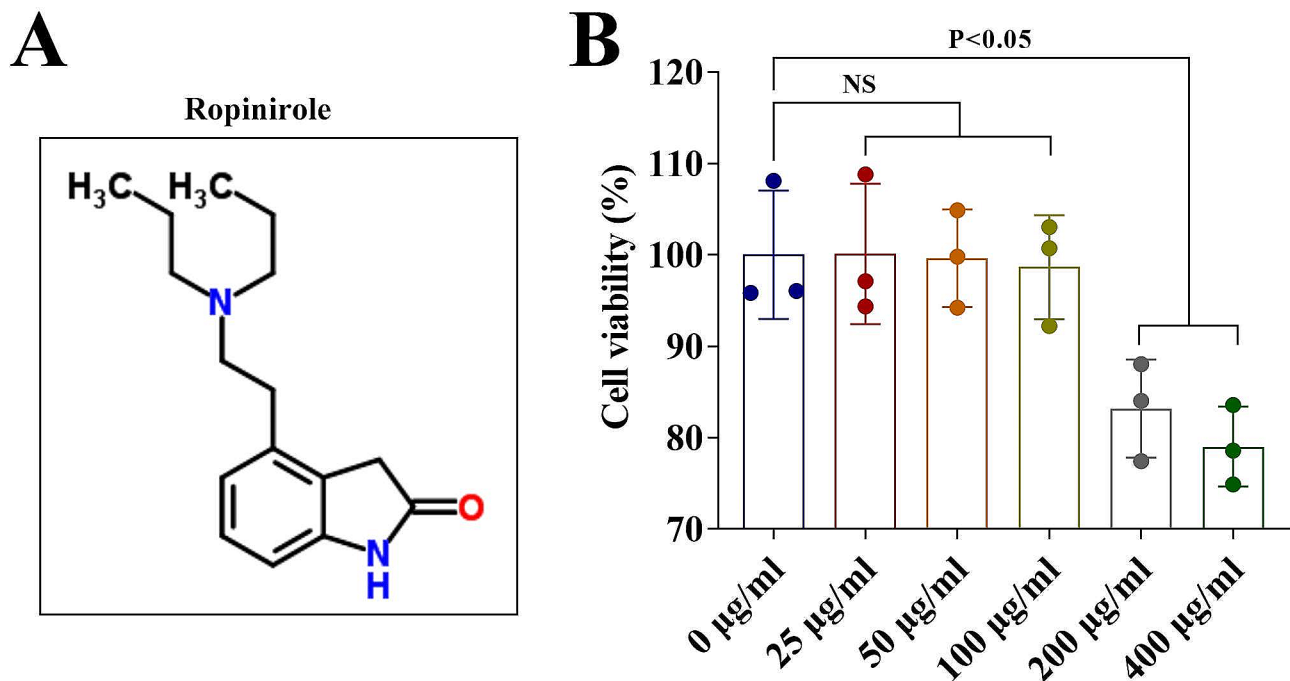 A
Ropinirole
H₃C H₃C
N
O
N
H
B
P<0.05
NS
Cell viability (%)
120
110
100
90
80
70
0 μg/ml
25 μg/ml
50 μg/ml
100 μg/ml
200 μg/ml
400 μg/ml